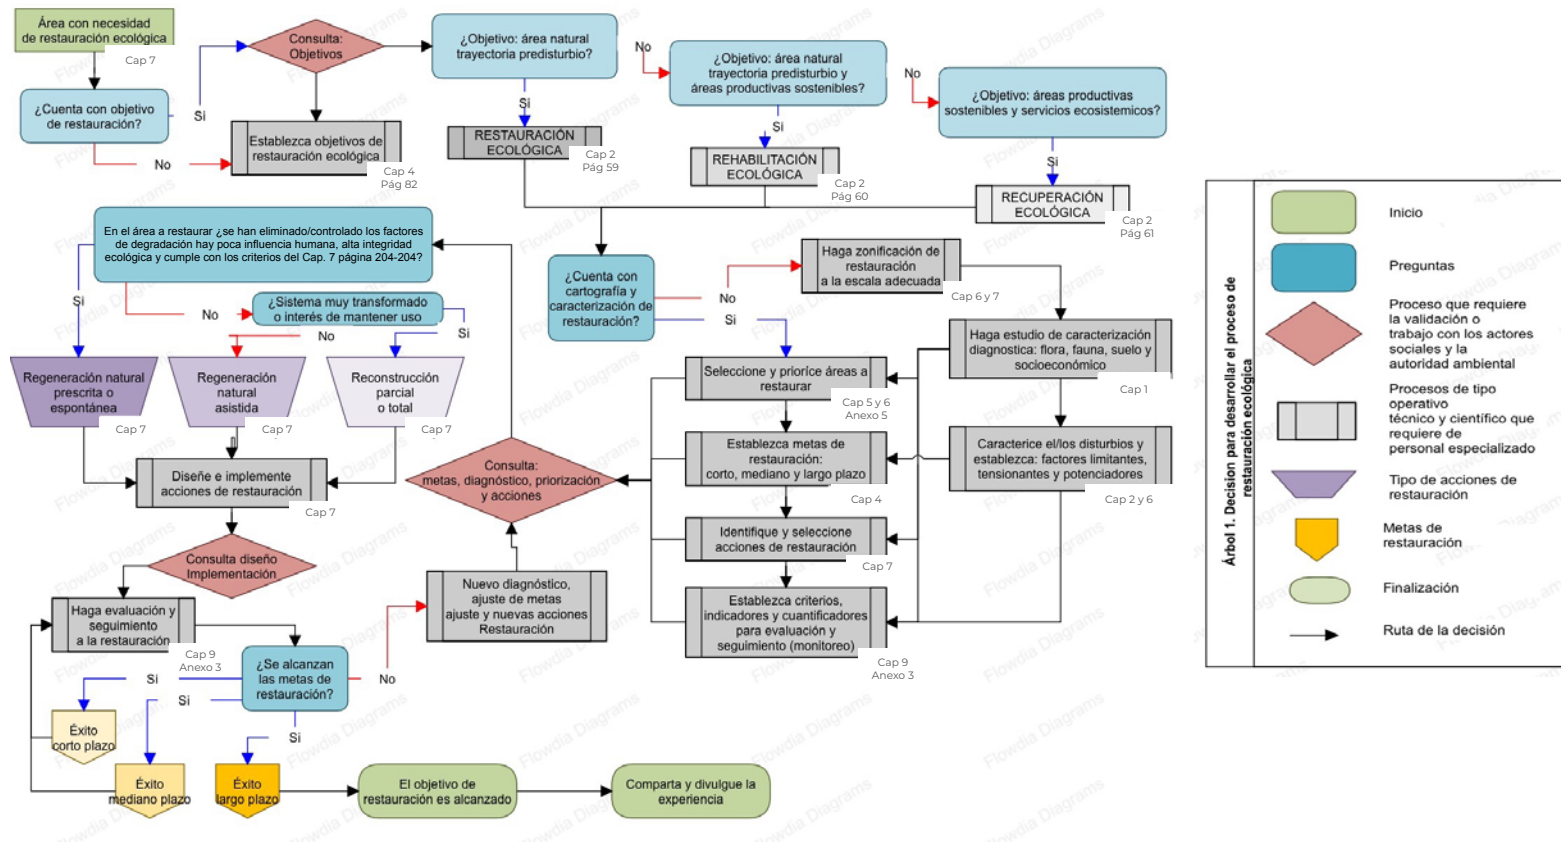 Área con necesidad
de restauración ecológica
Cap 7
¿Cuenta con objetivo
de restauración?
Si
No
Consulta:
Objetivos
Establezca objetivos de
restauración ecológica
Cap 4
Pág 82
¿Objetivo: área natural
trayectoria predisturbio?
Si
No
RESTAURACIÓN
ECOLÓGICA
Cap 2
Pág 59
¿Objetivo: área natural
trayectoria predisturbio y
áreas productivas sostenibles?
Si
No
REHABILITACIÓN
ECOLÓGICA
Cap 2
Pág 60
¿Objetivo: áreas productivas
sostenibles y servicios ecosistemicos?
Si
RECUPERACIÓN
ECOLÓGICA
Cap 2
Pág 61
En el área a restaurar ¿se han eliminado/controlado los factores
de degradación hay poca influencia humana, alta integridad
ecológica y cumple con los criterios del Cap. 7 página 204-204?
Si
No
¿Sistema muy transformado
o interés de mantener uso
No
Si
Regeneración natural
prescrita o
espontánea
Cap 7
Regeneración
natural
asistida
Cap 7
Reconstrucción
parcial
o total
Cap 7
Diseñe e implemente
acciones de restauración
Cap 7
Consulta diseño
Implementación
Haga evaluación y
seguimiento
a la restauración
Cap 9
Anexo 3
¿Se alcanzan
las metas de
restauración?
Si
Si
Si
No
Éxito
corto plazo
Éxito
mediano plazo
Éxito
largo plazo
El objetivo de
restauración es alcanzado
Comparta y divulgue la
experiencia
Nuevo diagnóstico,
ajuste de metas
ajuste y nuevas acciones
Restauración
Consulta:
metas, diagnóstico, priorización
y acciones
¿Cuenta con
cartografía y
caracterización de
restauración?
No
Si
Haga zonificación de
restauración
a la escala adecuada
Cap 6 y 7
Haga estudio de caracterización
diagnostica: flora, fauna, suelo y
socioeconómico
Cap 1
Caracterice el/los disturbios y
establezca: factores limitantes,
tensionantes y potenciadores
Cap 2 y 6
Seleccione y prioríce áreas a
restaurar
Cap 5 y 6
Anexo 5
Establezca metas de
restauración:
corto, mediano y largo plazo
Cap 4
Identifique y seleccione
acciones de restauración
Cap 7
Establezca criterios,
indicadores y cuantificadores
para evaluación y
seguimiento (monitoreo)
Cap 9
Anexo 3
Árbol 1. Decision para desarrollar el proceso de
restauración ecológica
Inicio
Preguntas
Proceso que requiere
la validación o
trabajo con los actores
sociales y la
autoridad ambiental
Procesos de tipo
operativo
técnico y científico que
requiere de
personal especializado
Tipo de acciones de
restauración
Metas de
restauración
Finalización
Ruta de la decisión
Flowdia Diagrams